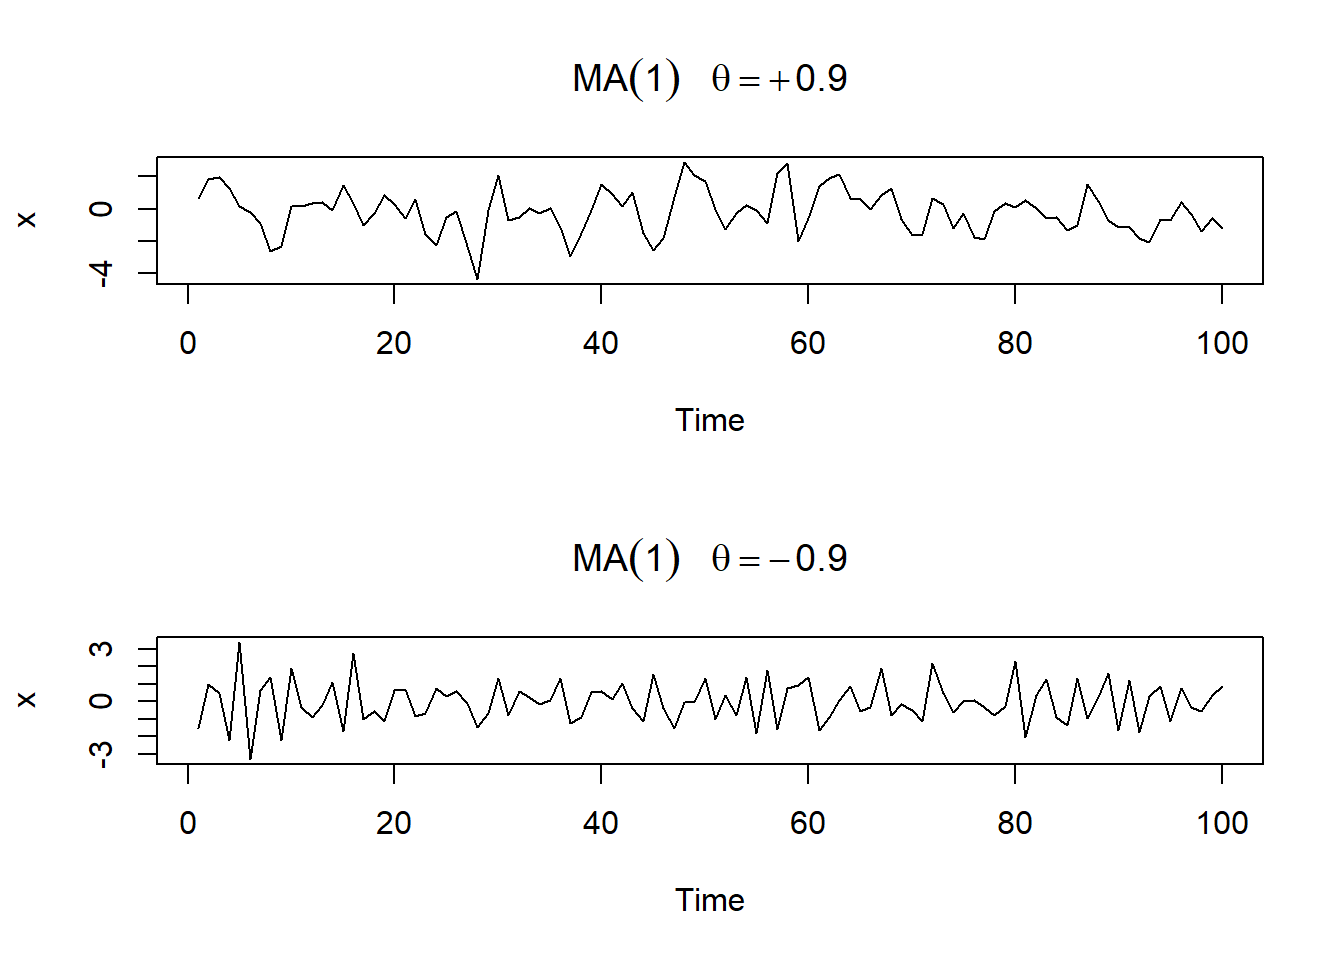 MA(1) θ = +0.9
x
0
-4
0 20 40 60 80 100
Time
MA(1) θ = −0.9
x
3
0
-3
0 20 40 60 80 100
Time